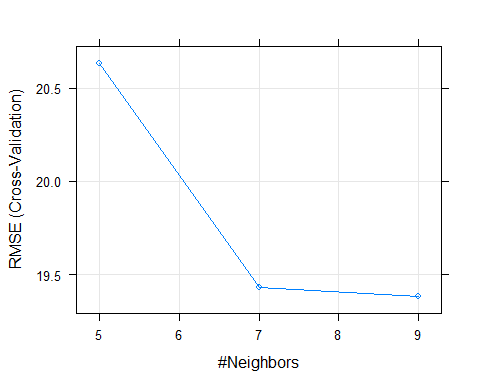 20.5
20.0
19.5
RMSE (Cross-Validation)
5 6 7 8 9
#Neighbors